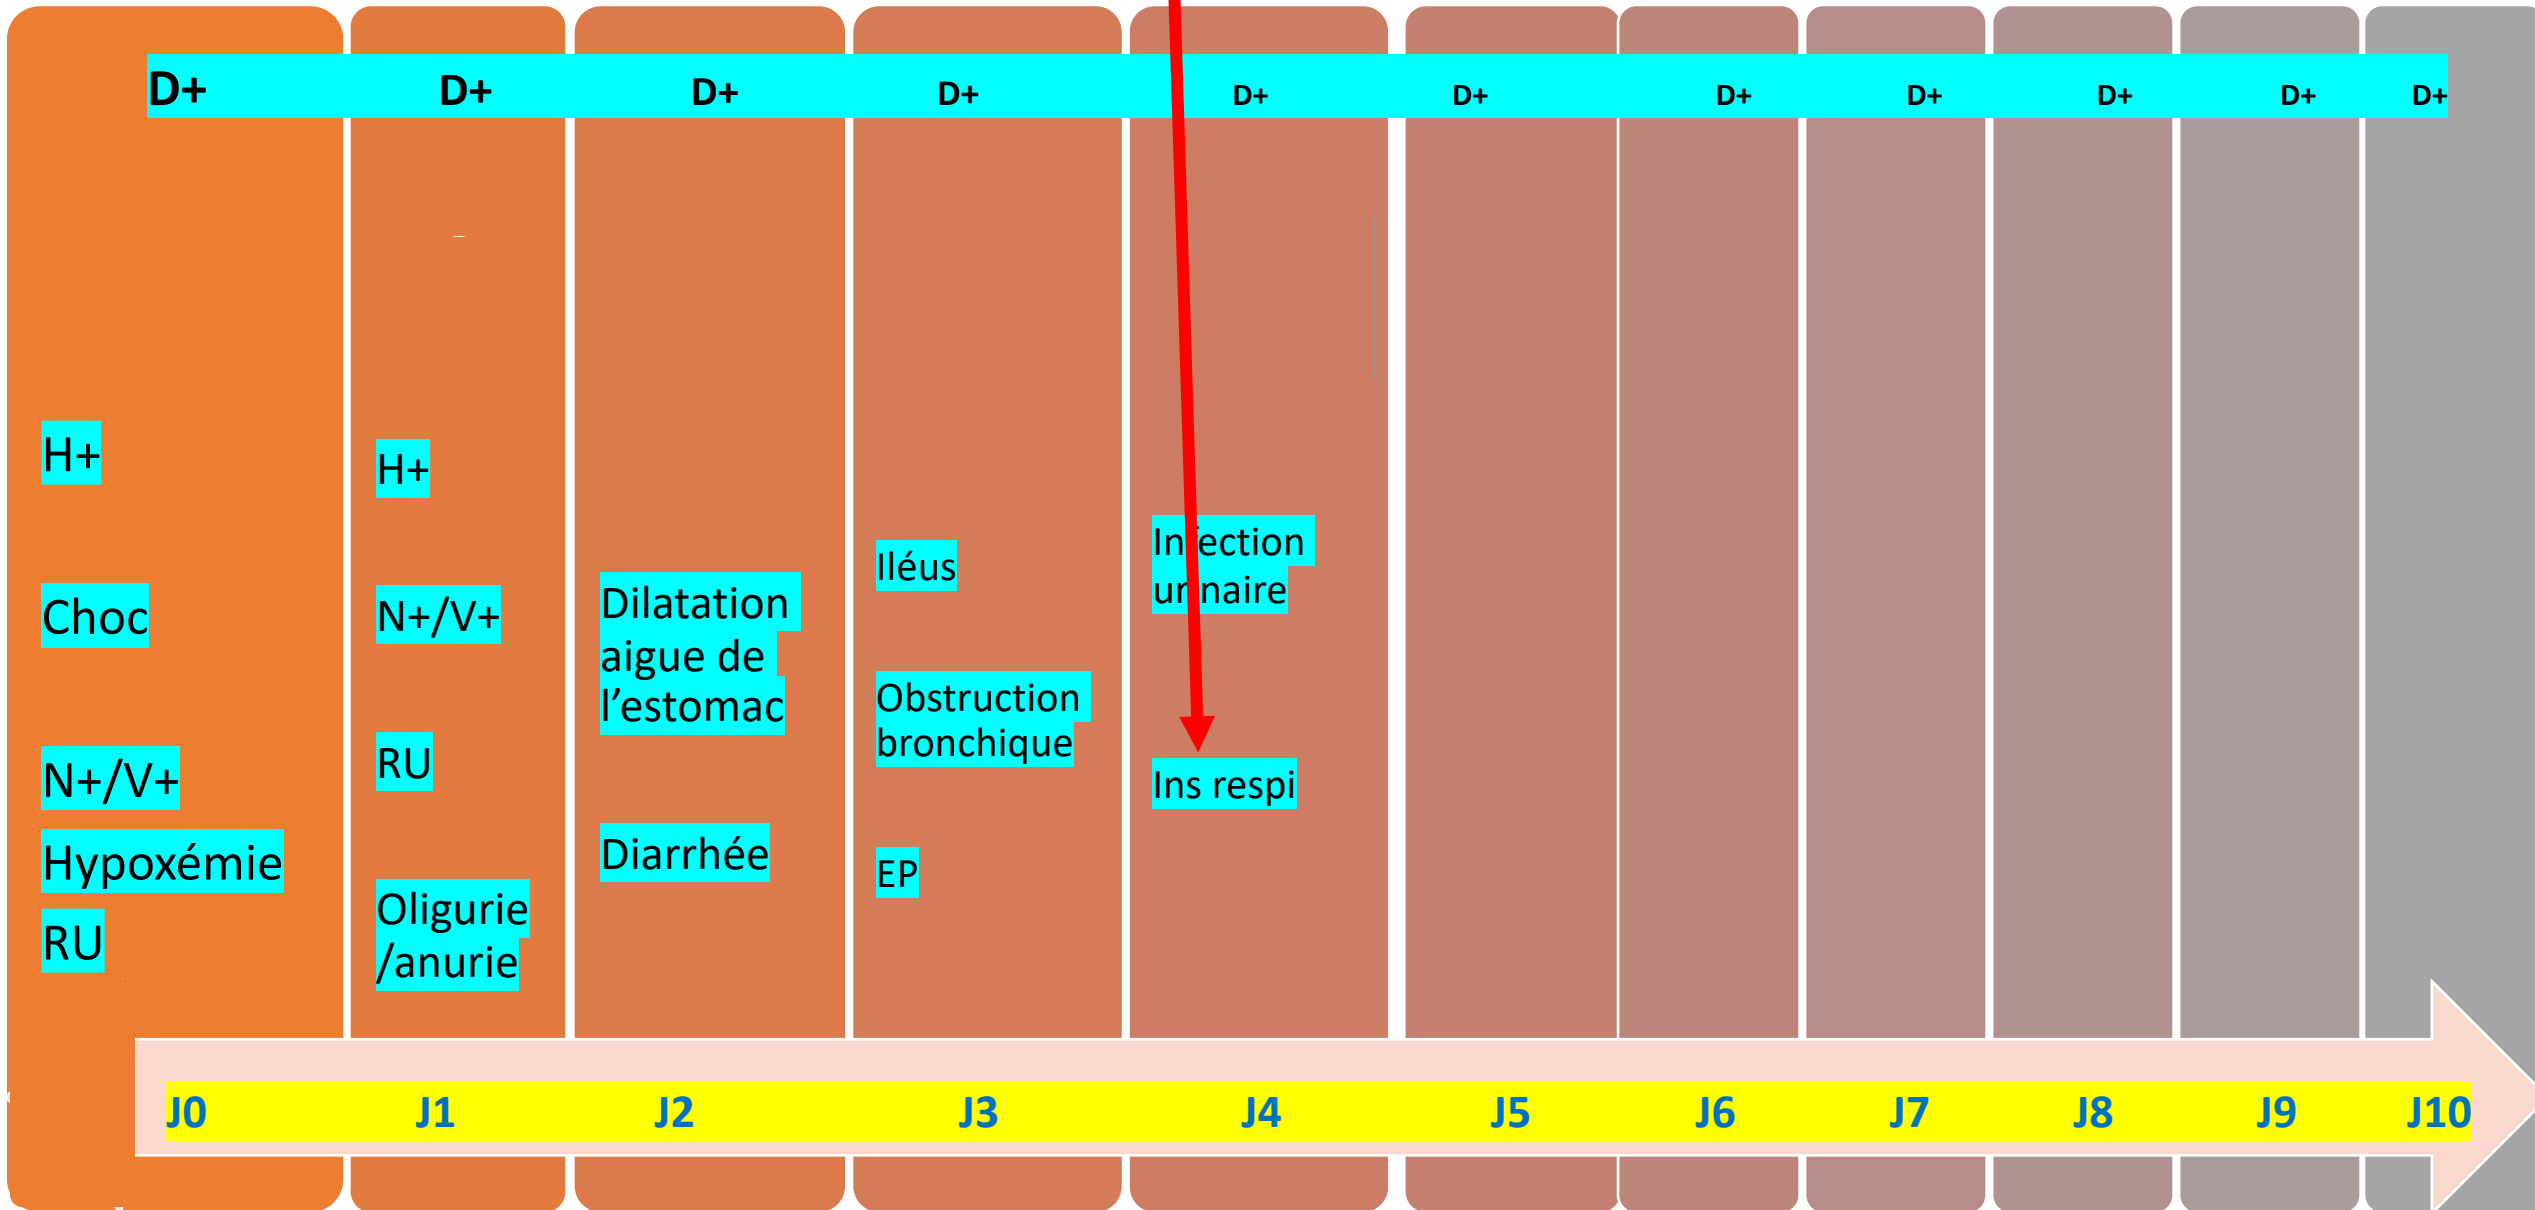 D+ D+ D+ D+ D+ D+ D+ D+ D+ D+ D+
H+
Choc
N+/V+
Hypoxémie
RU
H+
N+/V+
RU
Oligurie
/anurie
Dilatation
aigue de
l’estomac
Diarrhée
Iléus
Obstruction
bronchique
EP
Infection
urinaire
Ins respi
J0 J1 J2 J3 J4 J5 J6 J7 J8 J9 J10